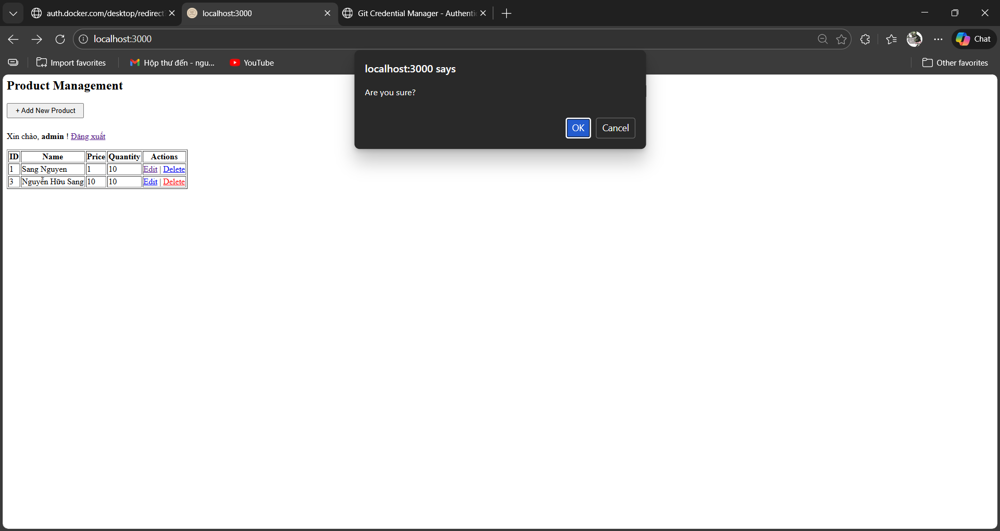 auth.docker.com/desktop/redirect
localhost:3000
Git Credential Manager - Authenti
localhost:3000
Chat
Import favorites
Hộp thư đến - ngu...
YouTube
Other favorites
localhost:3000 says
Are you sure?
OK
Cancel
Product Management
+ Add New Product
Xin chào, admin ! Đăng xuất
ID Name Price Quantity Actions
1 Sang Nguyen 1 10 Edit | Delete
3 Nguyễn Hữu Sang 10 10 Edit | Delete